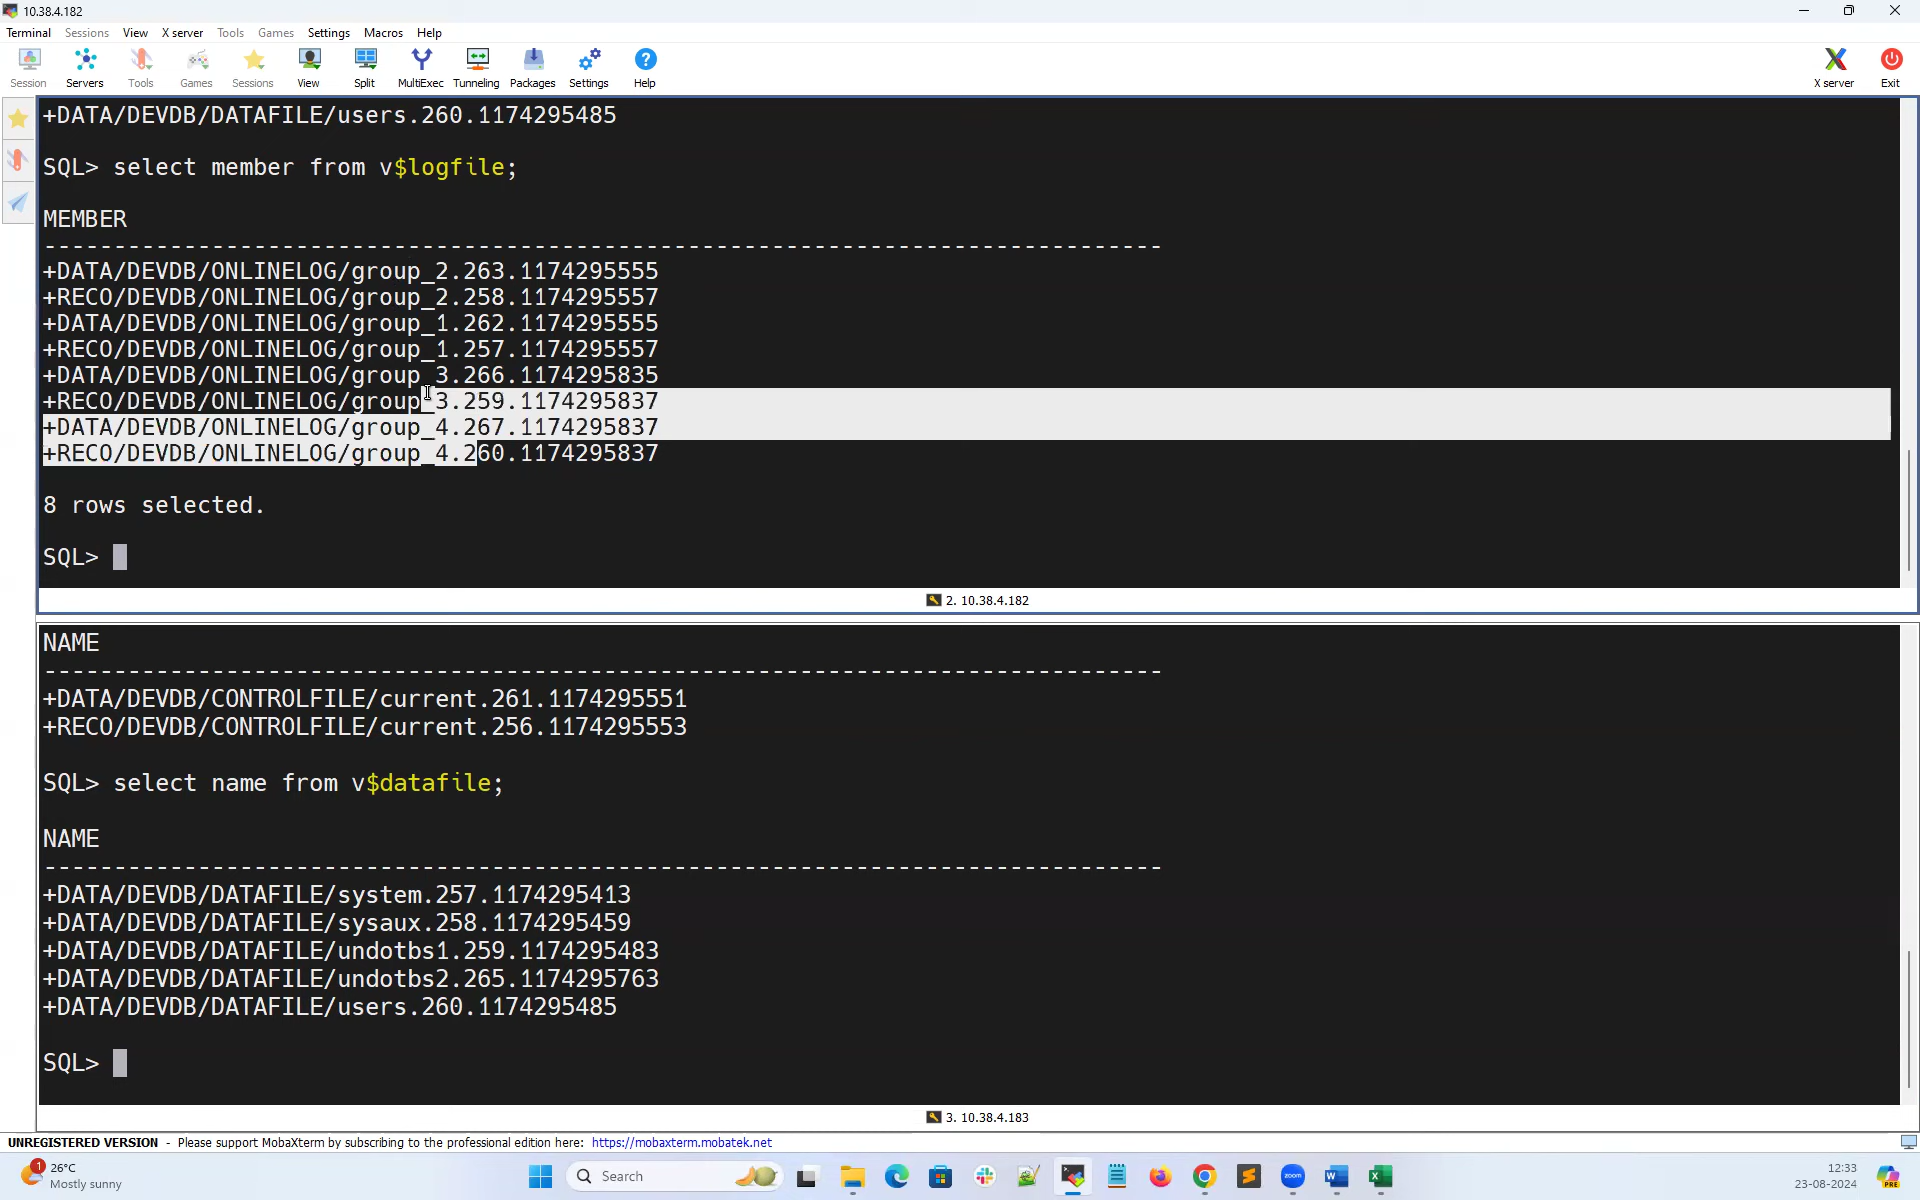 10.38.4.182
Terminal Sessions View X server Tools Games Settings Macros Help
Session Servers Tools Games Sessions View Split MultiExec Tunneling Packages Settings Help X server Exit
+DATA/DEVDB/DATAFILE/users.260.1174295485
SQL> select member from v$logfile;
MEMBER
--------------------------------------------------------------------------------
+DATA/DEVDB/ONLINELOG/group_2.263.1174295555
+RECO/DEVDB/ONLINELOG/group_2.258.1174295557
+DATA/DEVDB/ONLINELOG/group_1.262.1174295555
+RECO/DEVDB/ONLINELOG/group_1.257.1174295557
+DATA/DEVDB/ONLINELOG/group_3.266.1174295835
+RECO/DEVDB/ONLINELOG/group_3.259.1174295837
+DATA/DEVDB/ONLINELOG/group_4.267.1174295837
+RECO/DEVDB/ONLINELOG/group_4.260.1174295837
8 rows selected.
SQL>
2. 10.38.4.182
NAME
--------------------------------------------------------------------------------
+DATA/DEVDB/CONTROLFILE/current.261.1174295551
+RECO/DEVDB/CONTROLFILE/current.256.1174295553
SQL> select name from v$datafile;
NAME
--------------------------------------------------------------------------------
+DATA/DEVDB/DATAFILE/system.257.1174295413
+DATA/DEVDB/DATAFILE/sysaux.258.1174295459
+DATA/DEVDB/DATAFILE/undotbs1.259.1174295483
+DATA/DEVDB/DATAFILE/undotbs2.265.1174295763
+DATA/DEVDB/DATAFILE/users.260.1174295485
SQL>
3. 10.38.4.183
UNREGISTERED VERSION - Please support MobaXterm by subscribing to the professional edition here: https://mobaxterm.mobatek.net
1 26°C
Mostly sunny
Search
zoom
12:33
23-08-2024
PRE